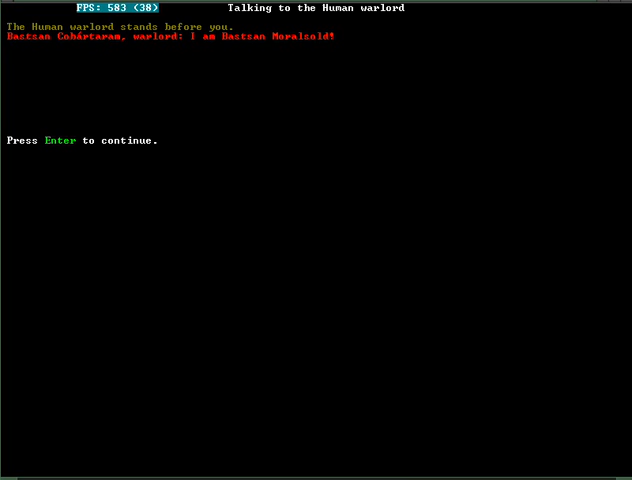 FPS: 583 (38)
Talking to the Human warlord
The Human warlord stands before you.
Bastsan Cohártaram, warlord: I am Bastsan Moralsold!
Press Enter to continue.